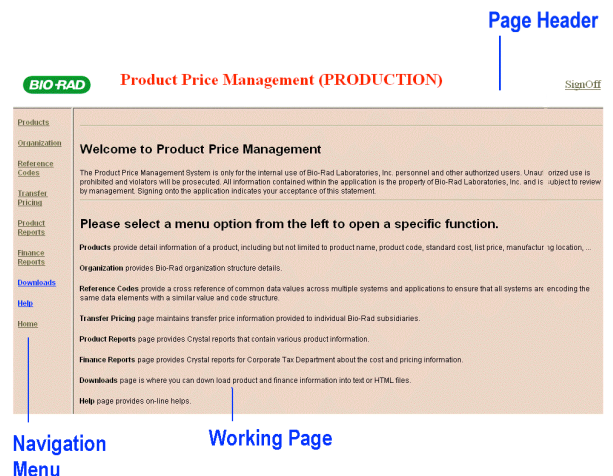 Page Header
BIO-RAD
Product Price Management (PRODUCTION)
SignOff
Products
Organization
Reference
Codes
Transfer
Pricing
Product
Reports
Finance
Reports
Downloads
Help
Home
Welcome to Product Price Management
The Product Price Management System is only for the internal use of Bio-Rad Laboratories, Inc. personnel and other authorized users. Unauthorized use is
prohibited and violators will be prosecuted. All information contained within the application is the property of Bio-Rad Laboratories, Inc. and is subject to review
by management. Signing onto the application indicates your acceptance of this statement.
Please select a menu option from the left to open a specific function.
Products provide detail information of a product, including but not limited to product name, product code, standard cost, list price, manufacturing location, ...
Organization provides Bio-Rad organization structure details.
Reference Codes provide a cross reference of common data values across multiple systems and applications to ensure that all systems are encoding the
same data elements with a similar value and code structure.
Transfer Pricing page maintains transfer price information provided to individual Bio-Rad subsidiaries.
Product Reports page provides Crystal reports that contain various product information.
Finance Reports page provides Crystal reports for Corporate Tax Department about the cost and pricing information.
Downloads page is where you can down load product and finance information into text or HTML files.
Help page provides on-line helps.
Navigation
Menu
Working Page